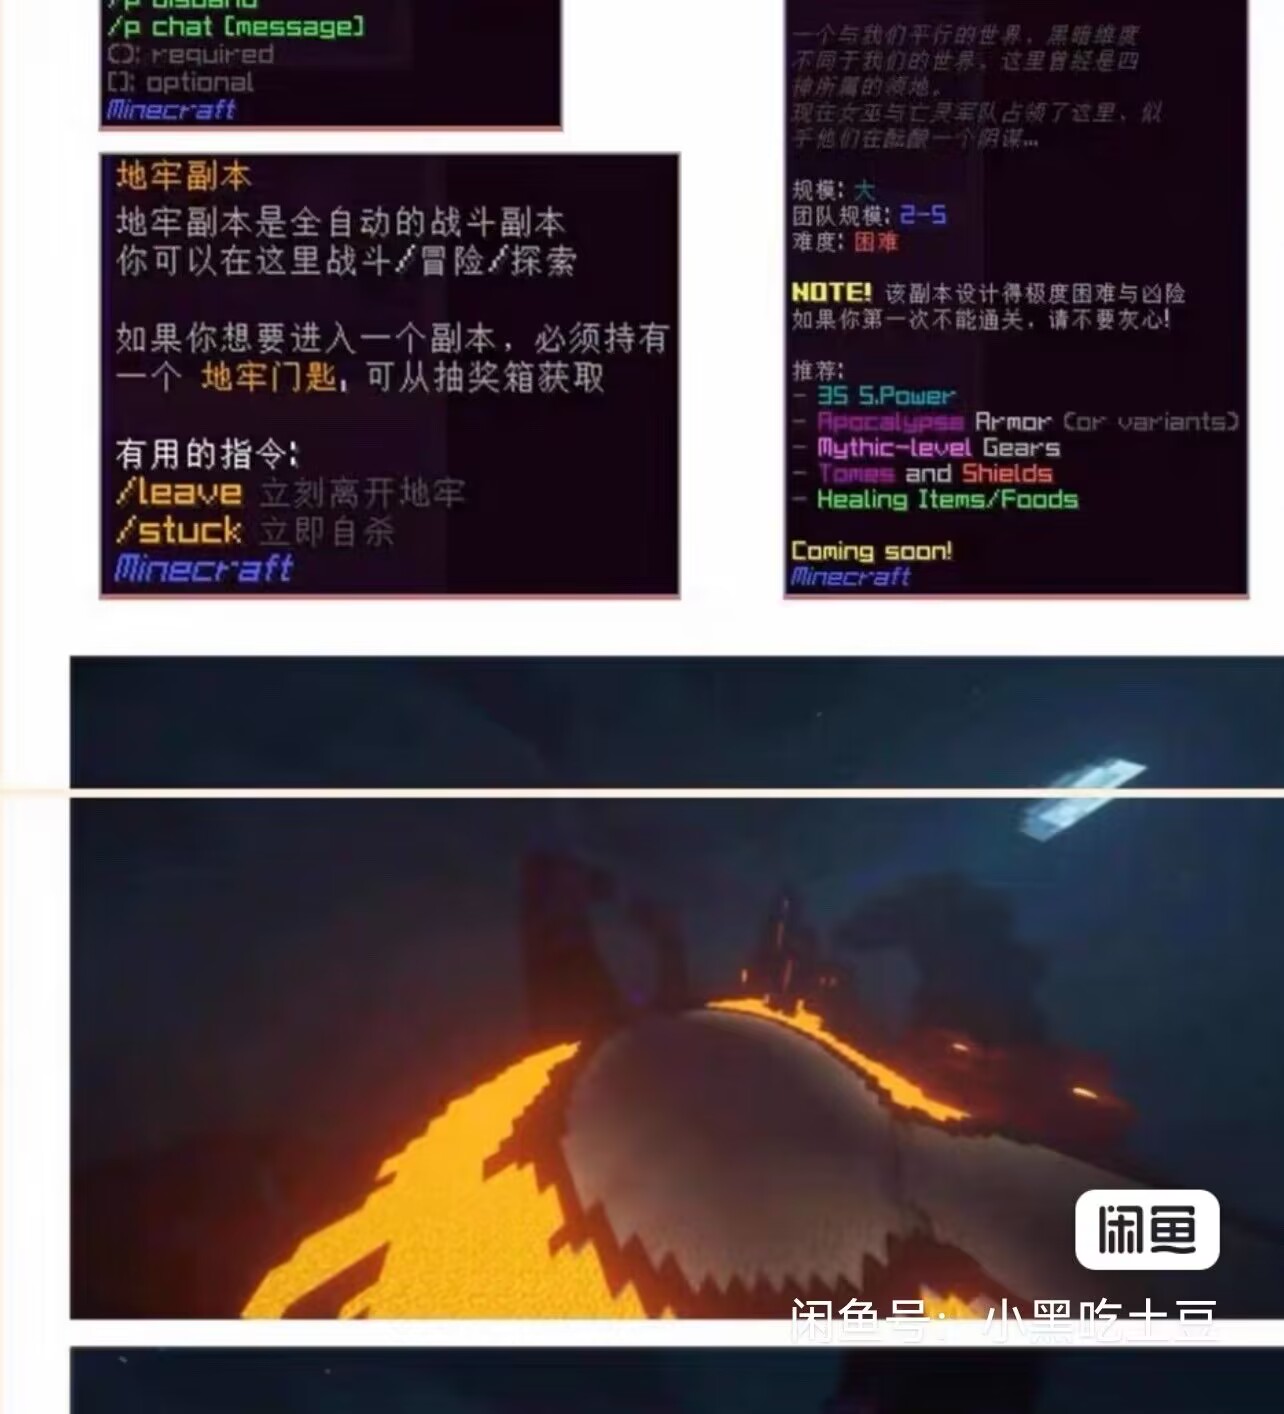 /p disband
/p chat [message]
(): required
[]: optional
Minecraft
地牢副本
地牢副本是全自动的战斗副本
你可以在这里战斗/冒险/探索
如果你想要进入一个副本，必须持有
一个 地牢门匙，可从抽奖箱获取
有用的指令：
/leave 立刻离开地牢
/stuck 立即自杀
Minecraft
一个与我们平行的世界，黑暗维度
不同于我们的世界，这里曾经是四
神所属的领地。
现在女巫与亡灵军队占领了这里，似
乎他们在酝酿一个阴谋…
规模：大
团队规模：2-5
难度：困难
NOTE! 该副本设计得极度困难与凶险
如果你第一次不能通关，请不要灰心!
推荐：
- 35 S.Power
- Apocalypse Armor (or variants)
- Mythic-level Gears
- Tomes and Shields
- Healing Items/Foods
Coming soon!
Minecraft
闲鱼
闲鱼号：小黑吃土豆